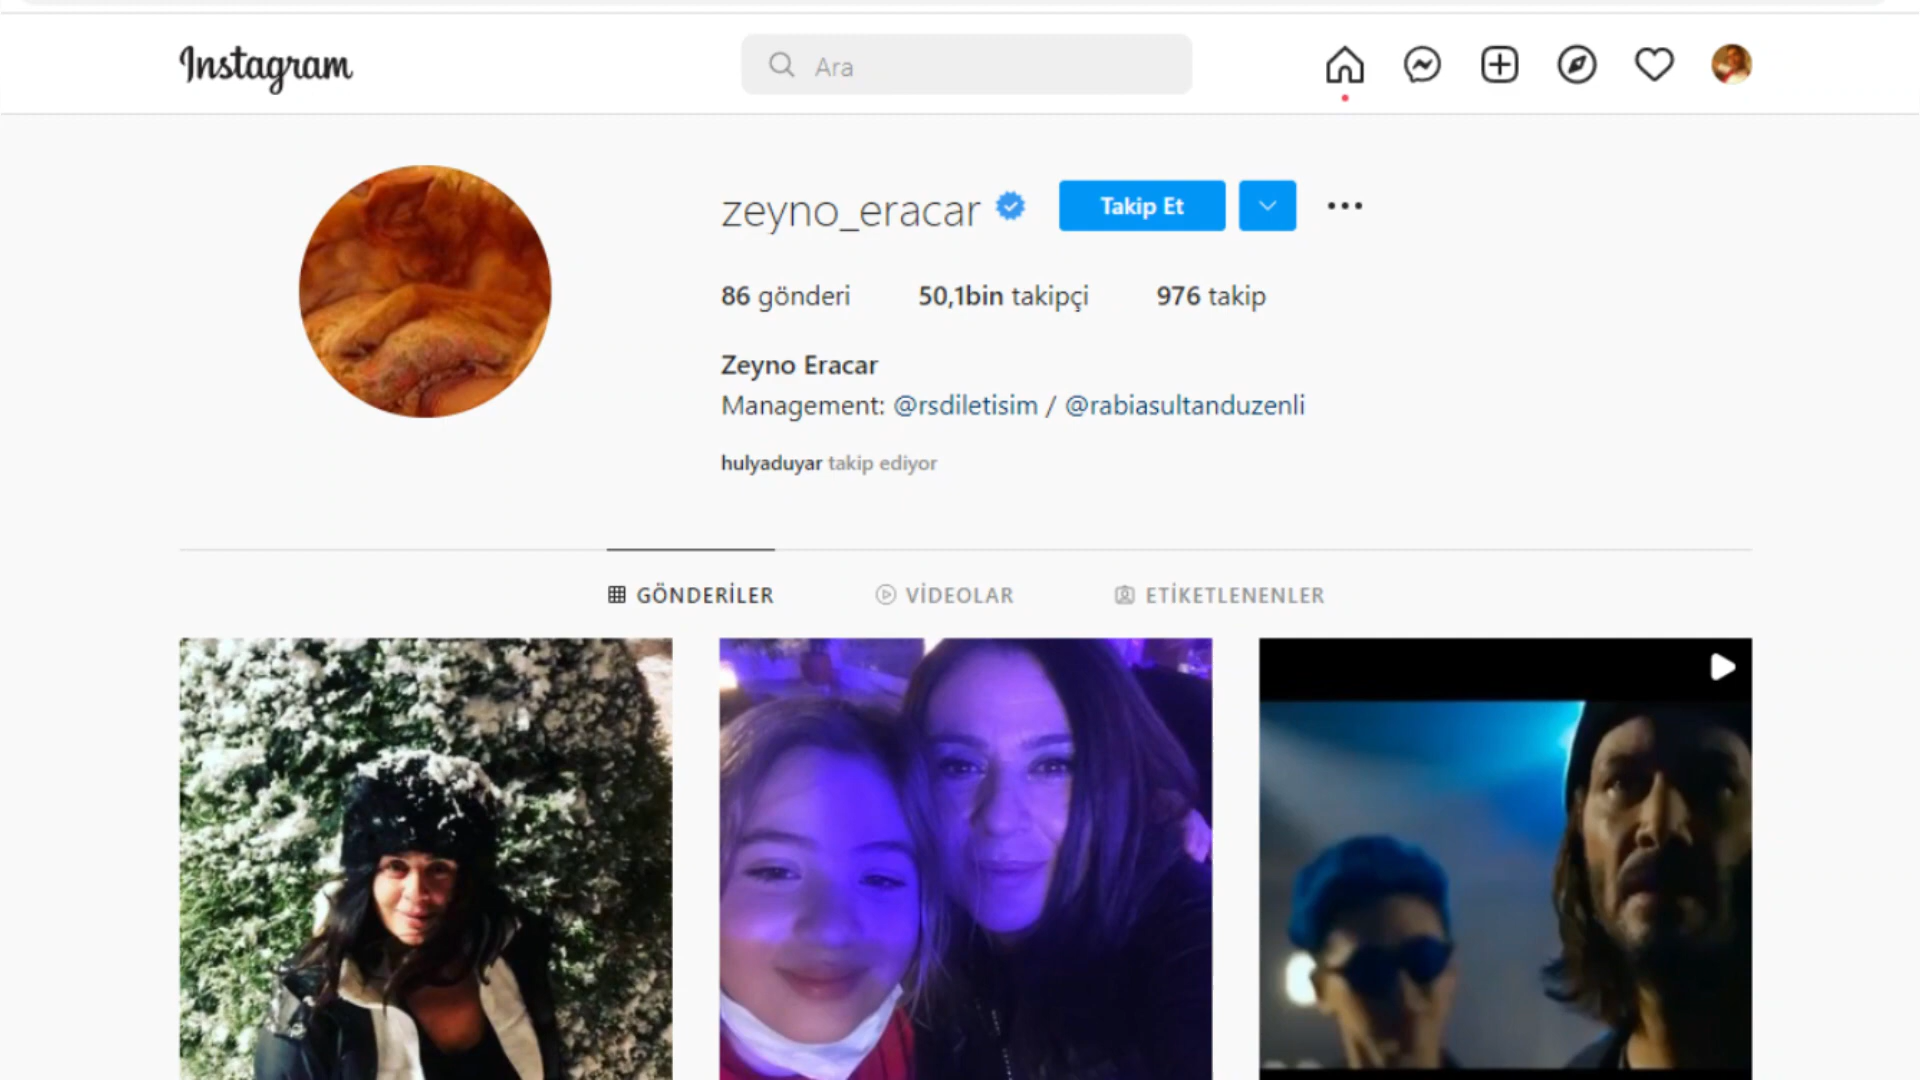 Instagram
Ara
zeyno_eracar
Takip Et
86 gönderi 50,1bin takipçi 976 takip
Zeyno Eracar
Management: @rsdiletisim / @rabiasultanduzenli
hulyaduyar takip ediyor
GÖNDERİLER VİDEOLAR ETİKETLENENLER